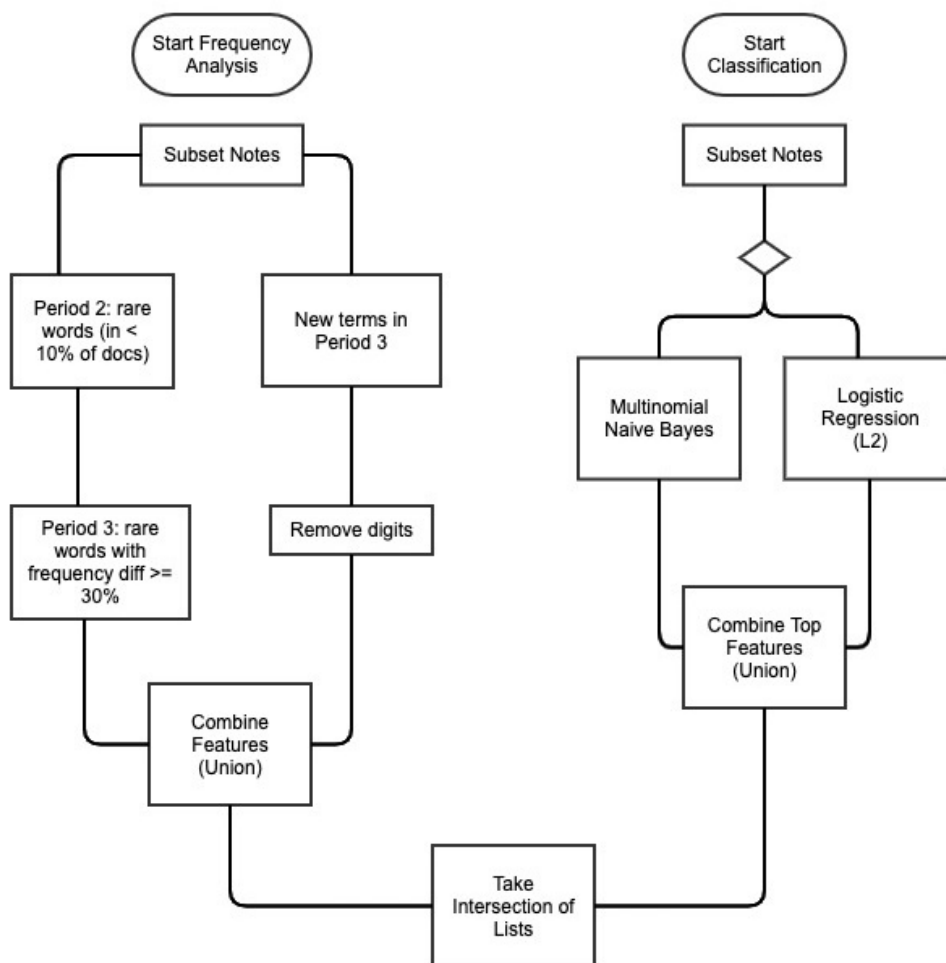 Start Frequency
Analysis
Start
Classification
Subset Notes
Subset Notes
Period 2: rare
words (in <
10% of docs)
New terms in
Period 3
Multinomial
Naive Bayes
Logistic
Regression
(L2)
Period 3: rare
words with
frequency diff >=
30%
Remove digits
Combine Top
Features
(Union)
Combine
Features
(Union)
Take
Intersection of
Lists